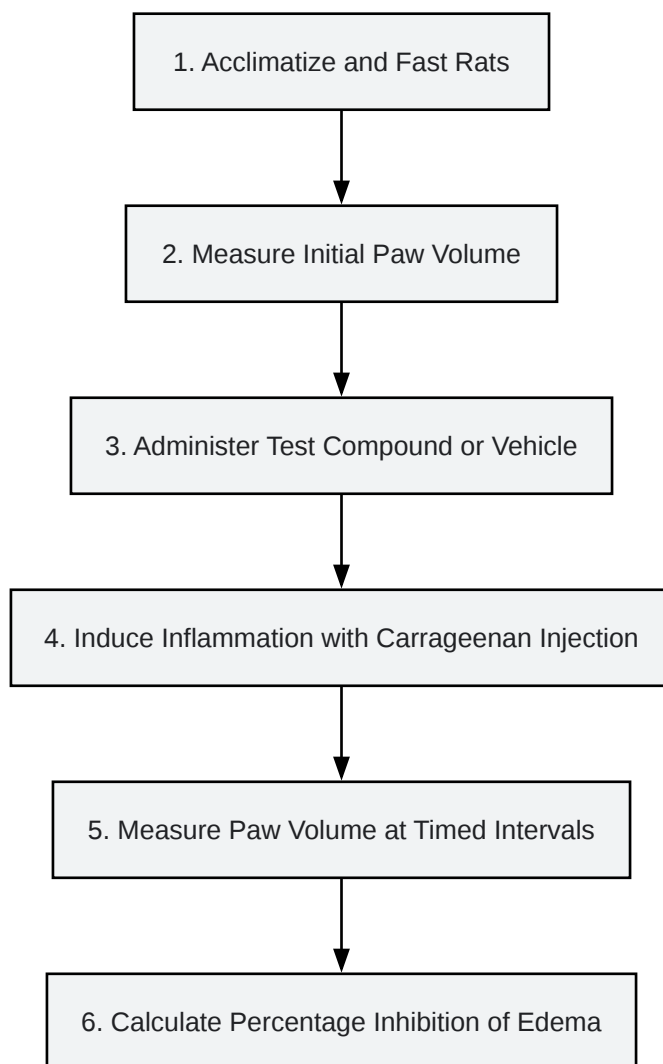 1. Acclimatize and Fast Rats
2. Measure Initial Paw Volume
3. Administer Test Compound or Vehicle
4. Induce Inflammation with Carrageenan Injection
5. Measure Paw Volume at Timed Intervals
6. Calculate Percentage Inhibition of Edema